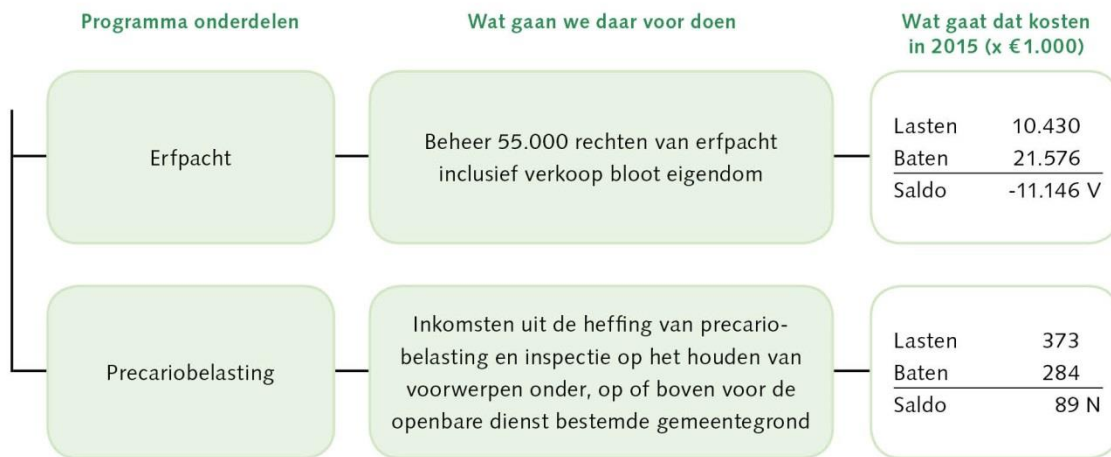 Programma onderdelen
Wat gaan we daar voor doen
Wat gaat dat kosten
in 2015 (x €1.000)
Erfpacht
Beheer 55.000 rechten van erfpacht
inclusief verkoop bloot eigendom
Lasten 10.430
Baten 21.576
Saldo -11.146 V
Precariobelasting
Inkomsten uit de heffing van precario-
belasting en inspectie op het houden van
voorwerpen onder, op of boven voor de
openbare dienst bestemde gemeentegrond
Lasten 373
Baten 284
Saldo 89 N